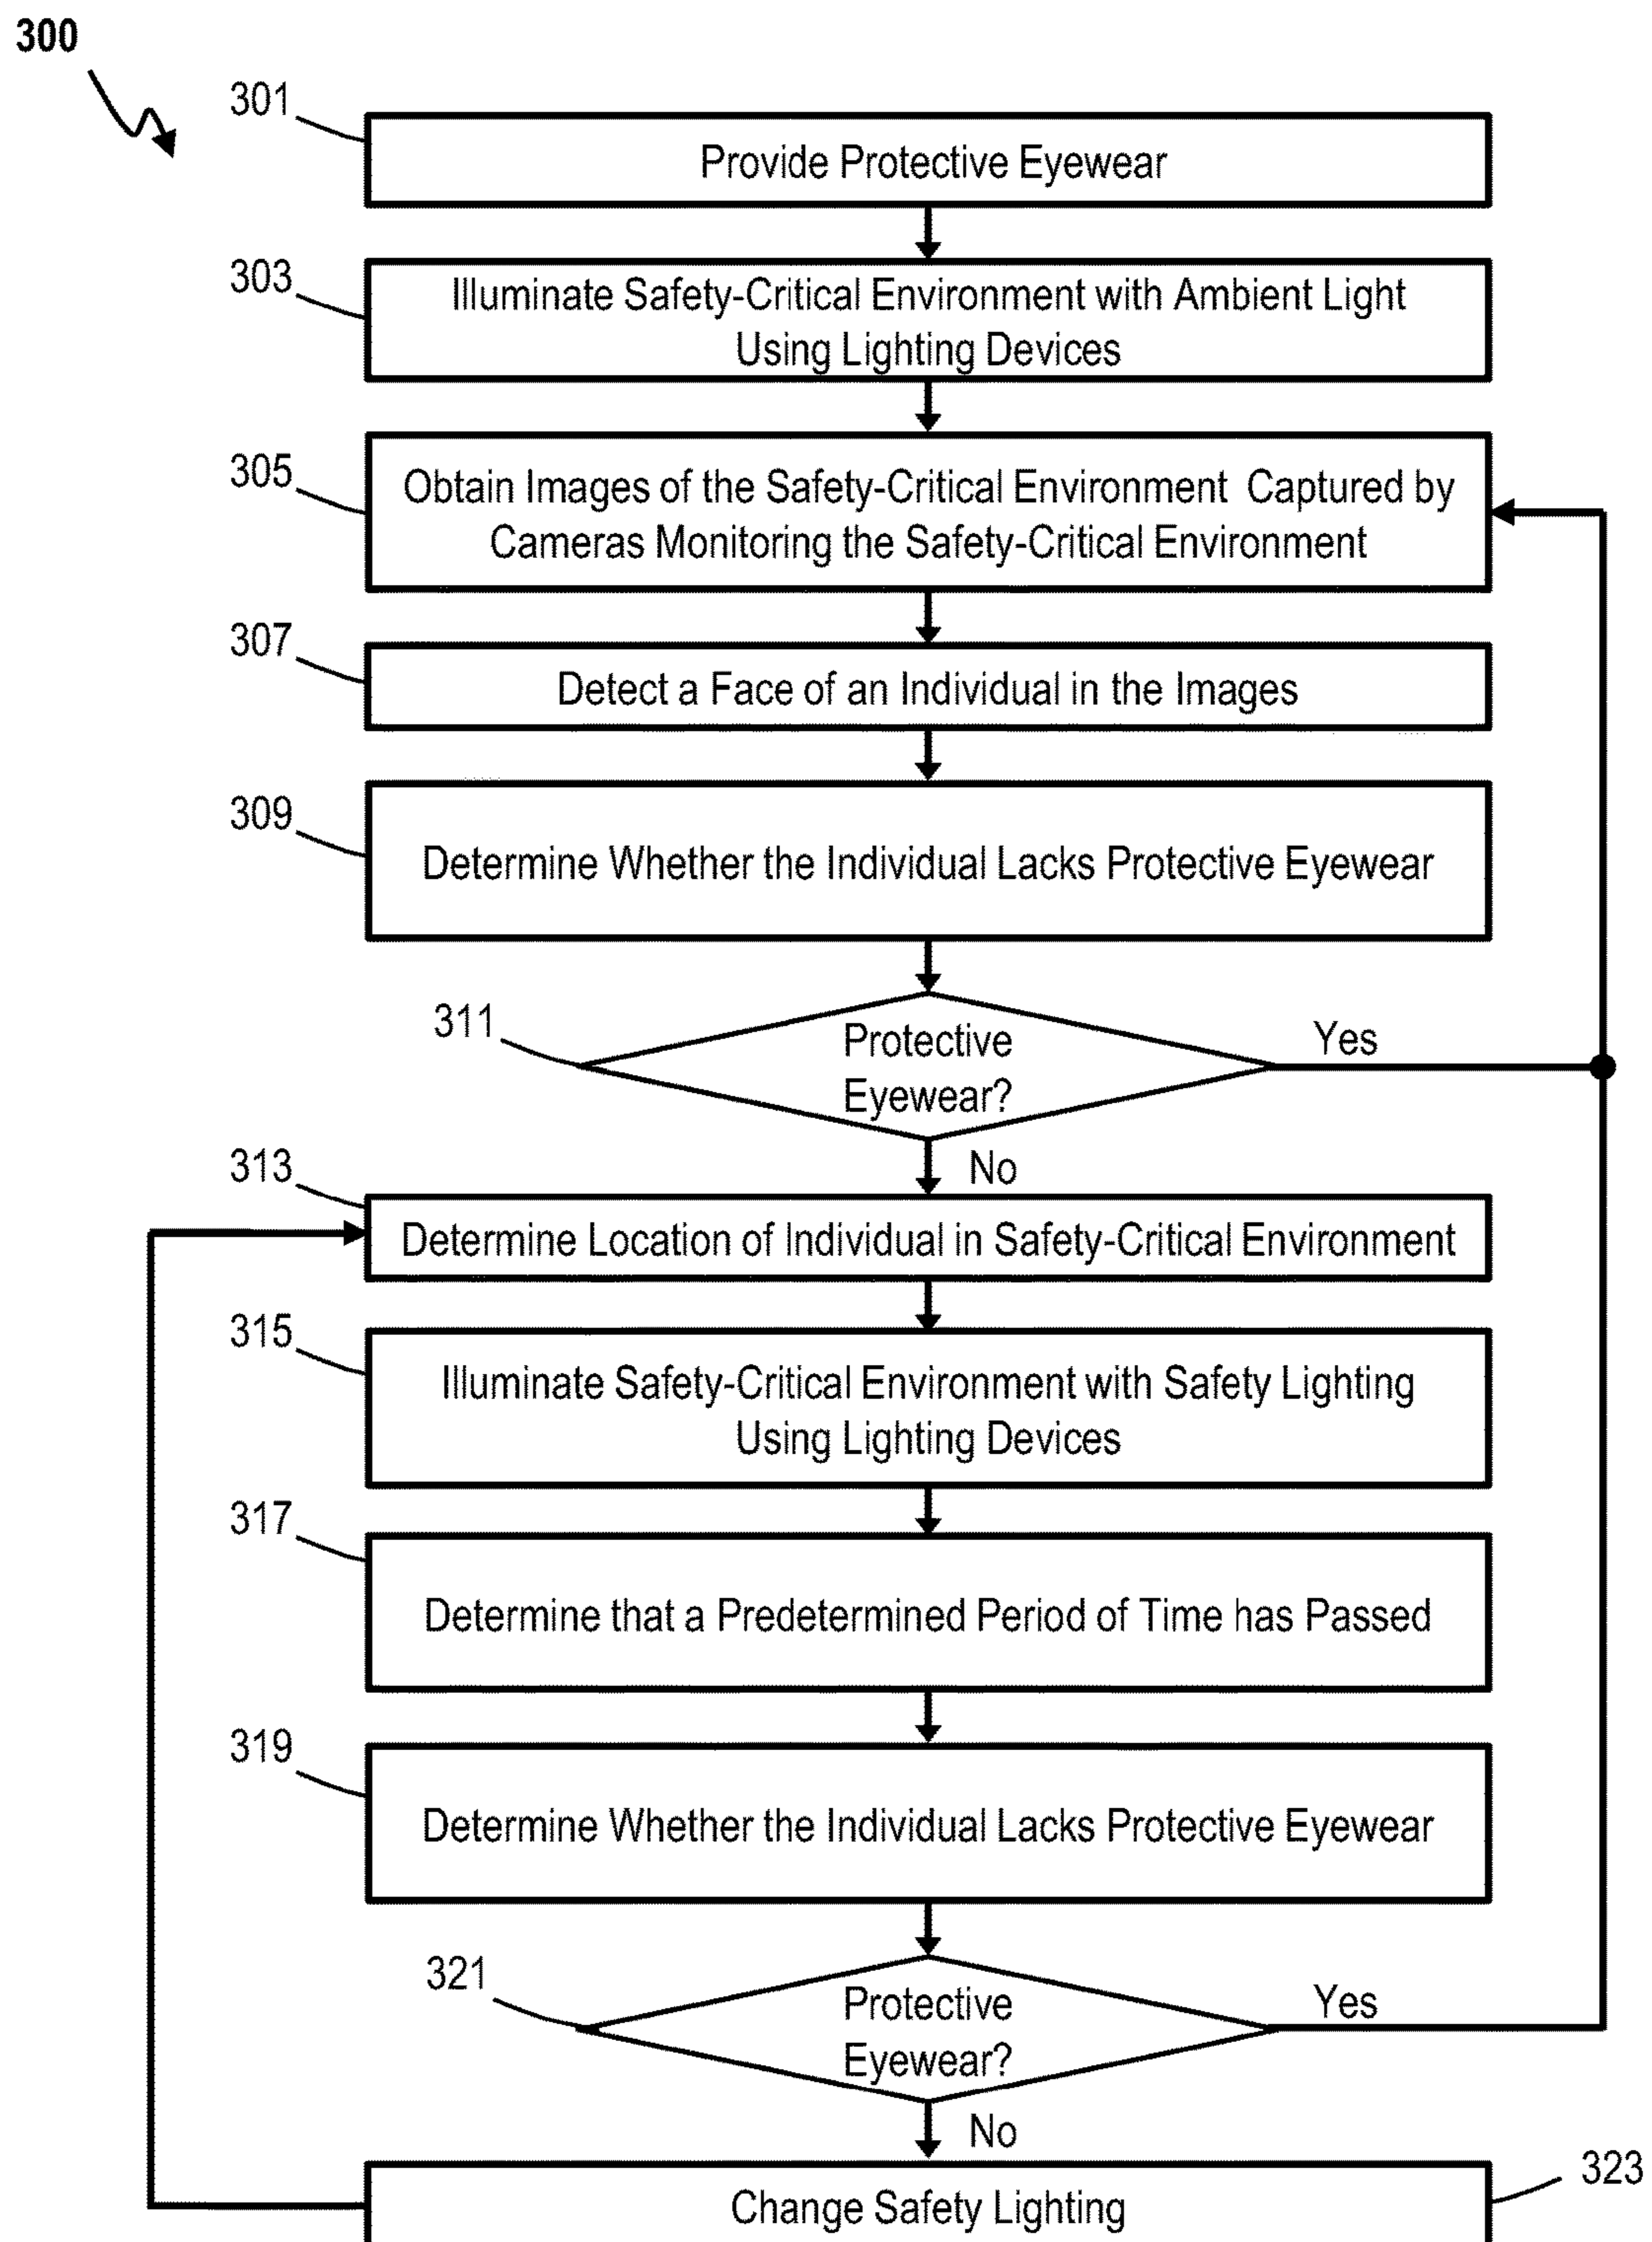 300
301
Provide Protective Eyewear
303
Illuminate Safety-Critical Environment with Ambient Light
Using Lighting Devices
305
Obtain Images of the Safety-Critical Environment Captured by
Cameras Monitoring the Safety-Critical Environment
307
Detect a Face of an Individual in the Images
309
Determine Whether the Individual Lacks Protective Eyewear
311
Protective
Eyewear?
Yes
No
313
Determine Location of Individual in Safety-Critical Environment
315
Illuminate Safety-Critical Environment with Safety Lighting
Using Lighting Devices
317
Determine that a Predetermined Period of Time has Passed
319
Determine Whether the Individual Lacks Protective Eyewear
321
Protective
Eyewear?
Yes
No
323
Change Safety Lighting